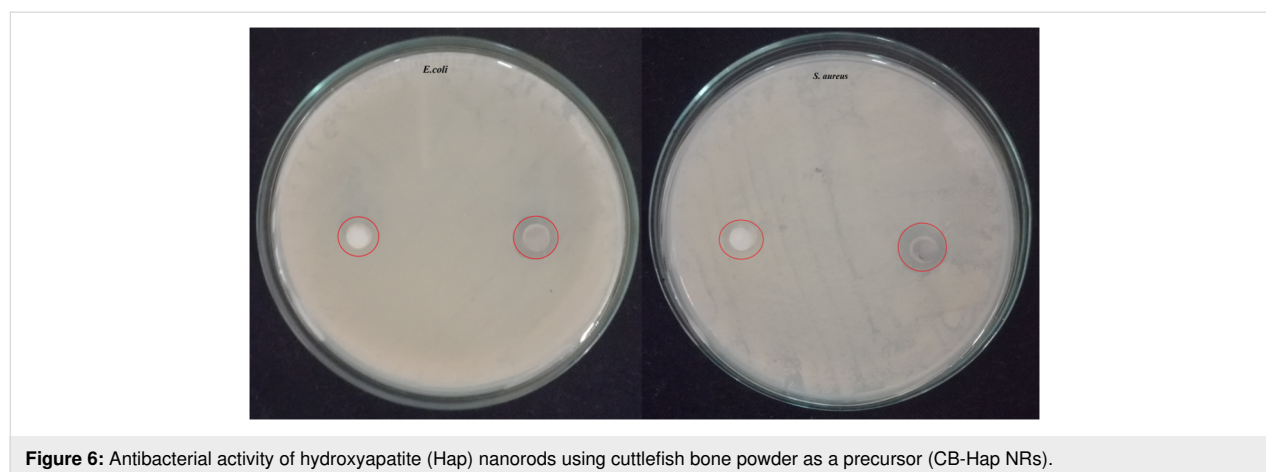 E.coli
S. aureus
Figure 6: Antibacterial activity of hydroxyapatite (Hap) nanorods using cuttlefish bone powder as a precursor (CB-Hap NRs).